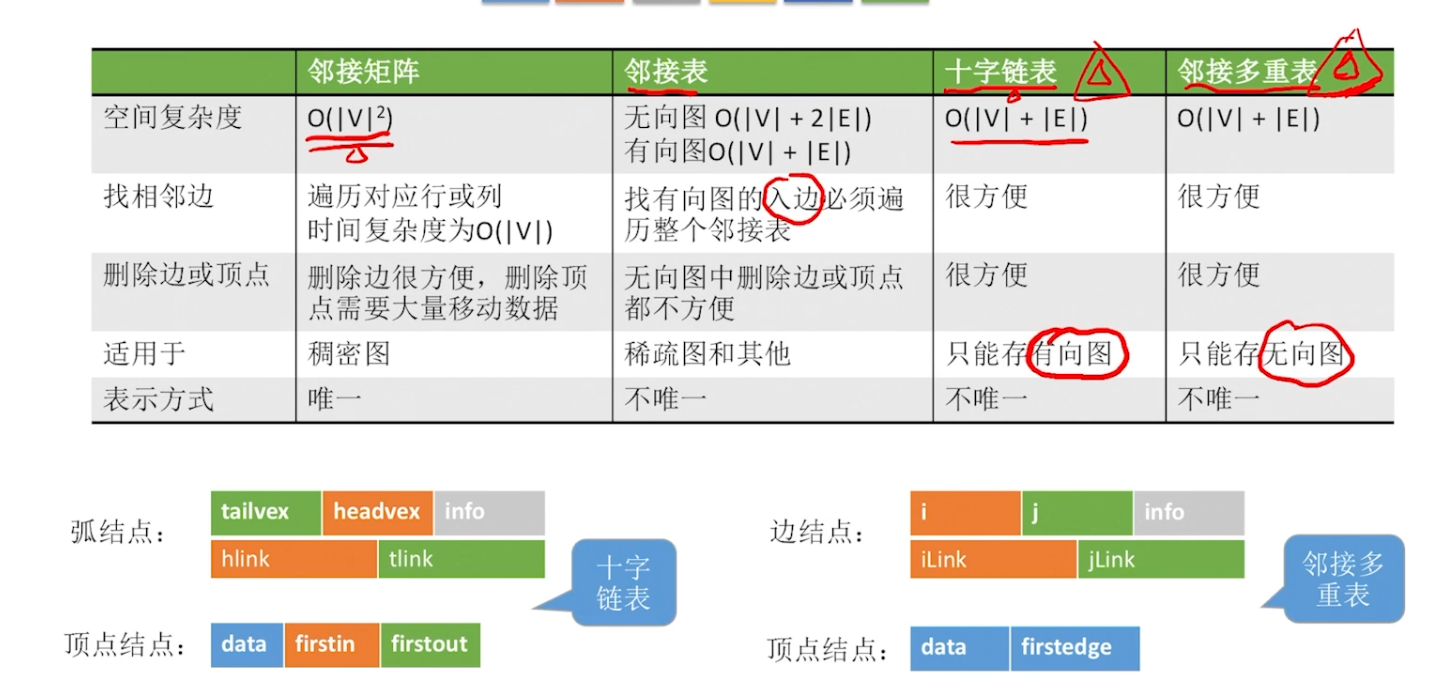 邻接矩阵 邻接表 十字链表 邻接多重表
空间复杂度 O(|V|²) 无向图 O(|V| + 2|E|) O(|V| + |E|) O(|V| + |E|)
有向图O(|V| + |E|)
找相邻边 遍历对应行或列 找有向图的入边必须遍 很方便 很方便
时间复杂度为O(|V|) 历整个邻接表
删除边或顶点 删除边很方便，删除顶 无向图中删除边或顶点 很方便 很方便
点需要大量移动数据 都不方便
适用于 稠密图 稀疏图和其他 只能存有向图 只能存无向图
表示方式 唯一 不唯一 不唯一 不唯一
弧结点： tailvex headvex info
hlink tlink
十字
链表
顶点结点： data firstin firstout
边结点： i j info
iLink jLink
邻接多
重表
顶点结点： data firstedge